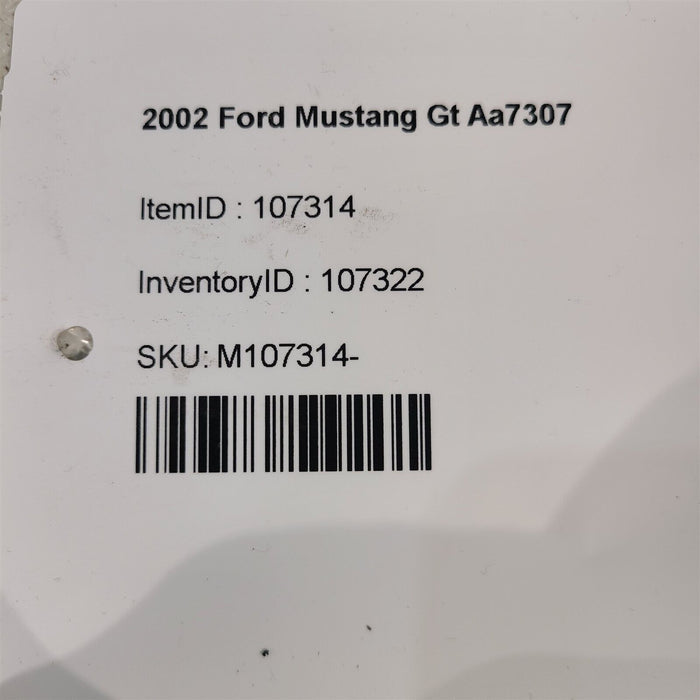 2002 Ford Mustang Gt Aa7307
ItemID : 107314
InventoryID : 107322
SKU: M107314-